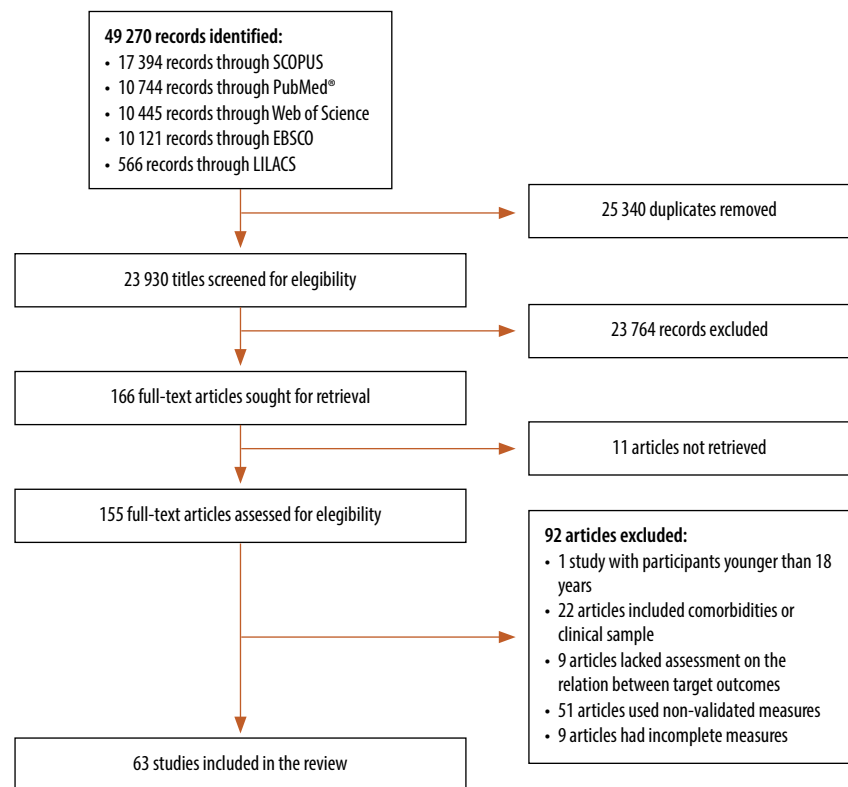 49 270 records identified:
• 17 394 records through SCOPUS
• 10 744 records through PubMed®
• 10 445 records through Web of Science
• 10 121 records through EBSCO
• 566 records through LILACS
25 340 duplicates removed
23 930 titles screened for elegibility
23 764 records excluded
166 full-text articles sought for retrieval
11 articles not retrieved
155 full-text articles assessed for elegibility
92 articles excluded:
• 1 study with participants younger than 18
years
• 22 articles included comorbidities or
clinical sample
• 9 articles lacked assessment on the
relation between target outcomes
• 51 articles used non-validated measures
• 9 articles had incomplete measures
63 studies included in the review